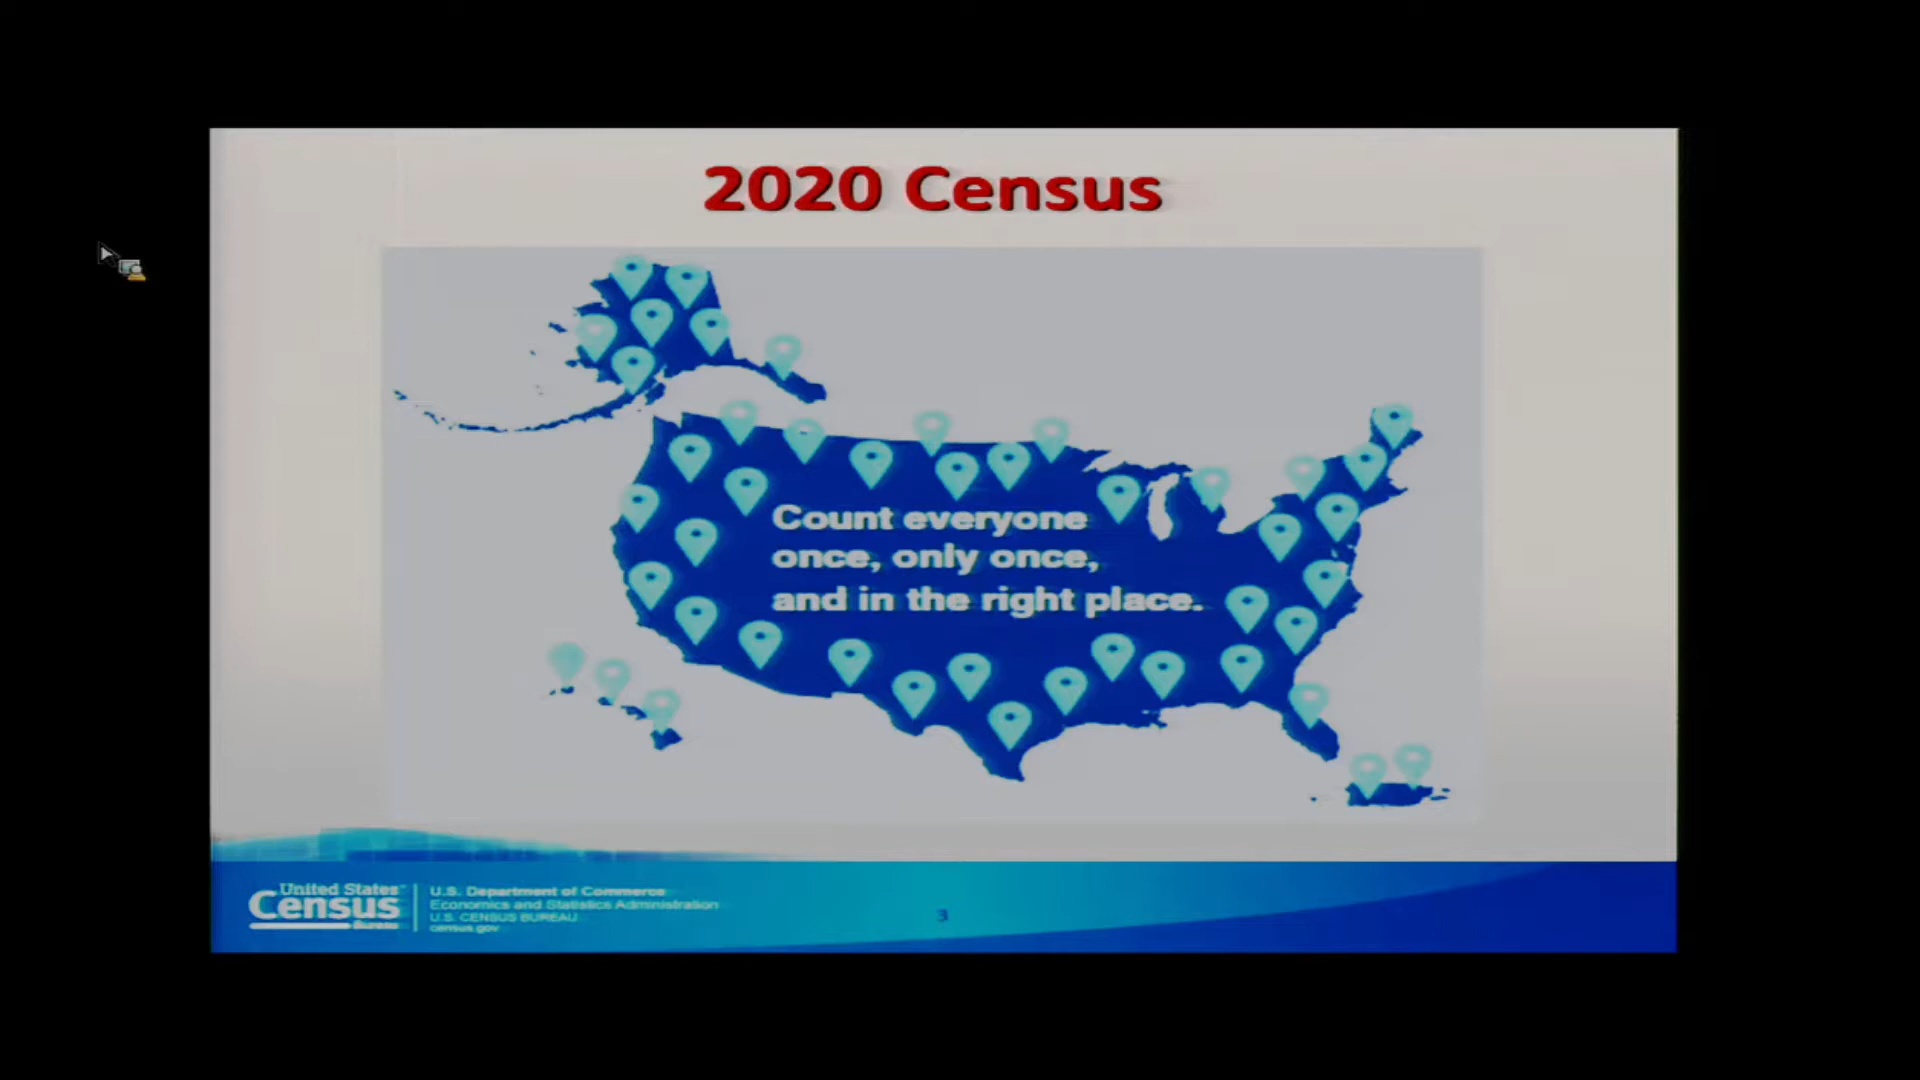 2020 Census
Count everyone
once, only once,
and in the right place.
United States
Census
Bureau
U.S. Department of Commerce
Economics and Statistics Administration
U.S. CENSUS BUREAU
census.gov
3